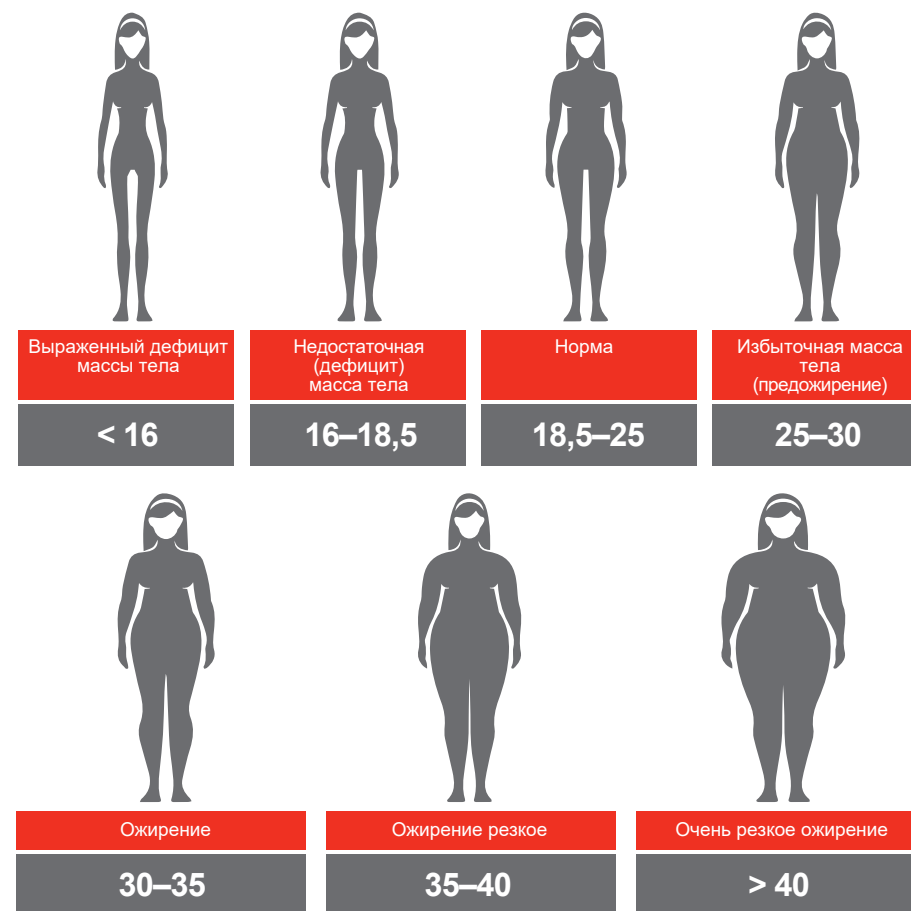 Выраженный дефицит
массы тела
Недостаточная
(дефицит)
масса тела
Норма
Избыточная масса
тела
(предожирение)
< 16
16–18,5
18,5–25
25–30
Ожирение
Ожирение резкое
Очень резкое ожирение
30–35
35–40
> 40